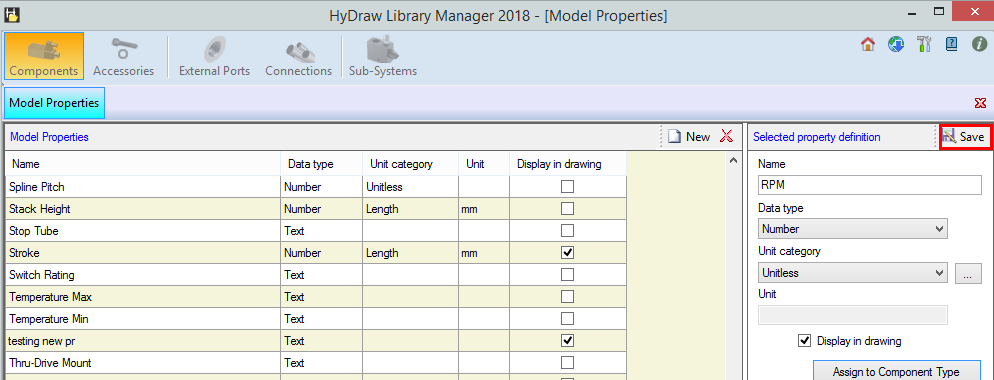 HyDraw Library Manager 2018 - [Model Properties]
Components Accessories External Ports Connections Sub-Systems
Model Properties
Model Properties New Selected property definition Save
Name Data type Unit category Unit Display in drawing
Spline Pitch Number Unitless
Stack Height Number Length mm
Stop Tube Text
Stroke Number Length mm
Switch Rating Text
Temperature Max Text
Temperature Min Text
testing new pr Text
Thru-Drive Mount Text
Name
RPM
Data type
Number
Unit category
Unitless ...
Unit
Display in drawing
Assign to Component Type